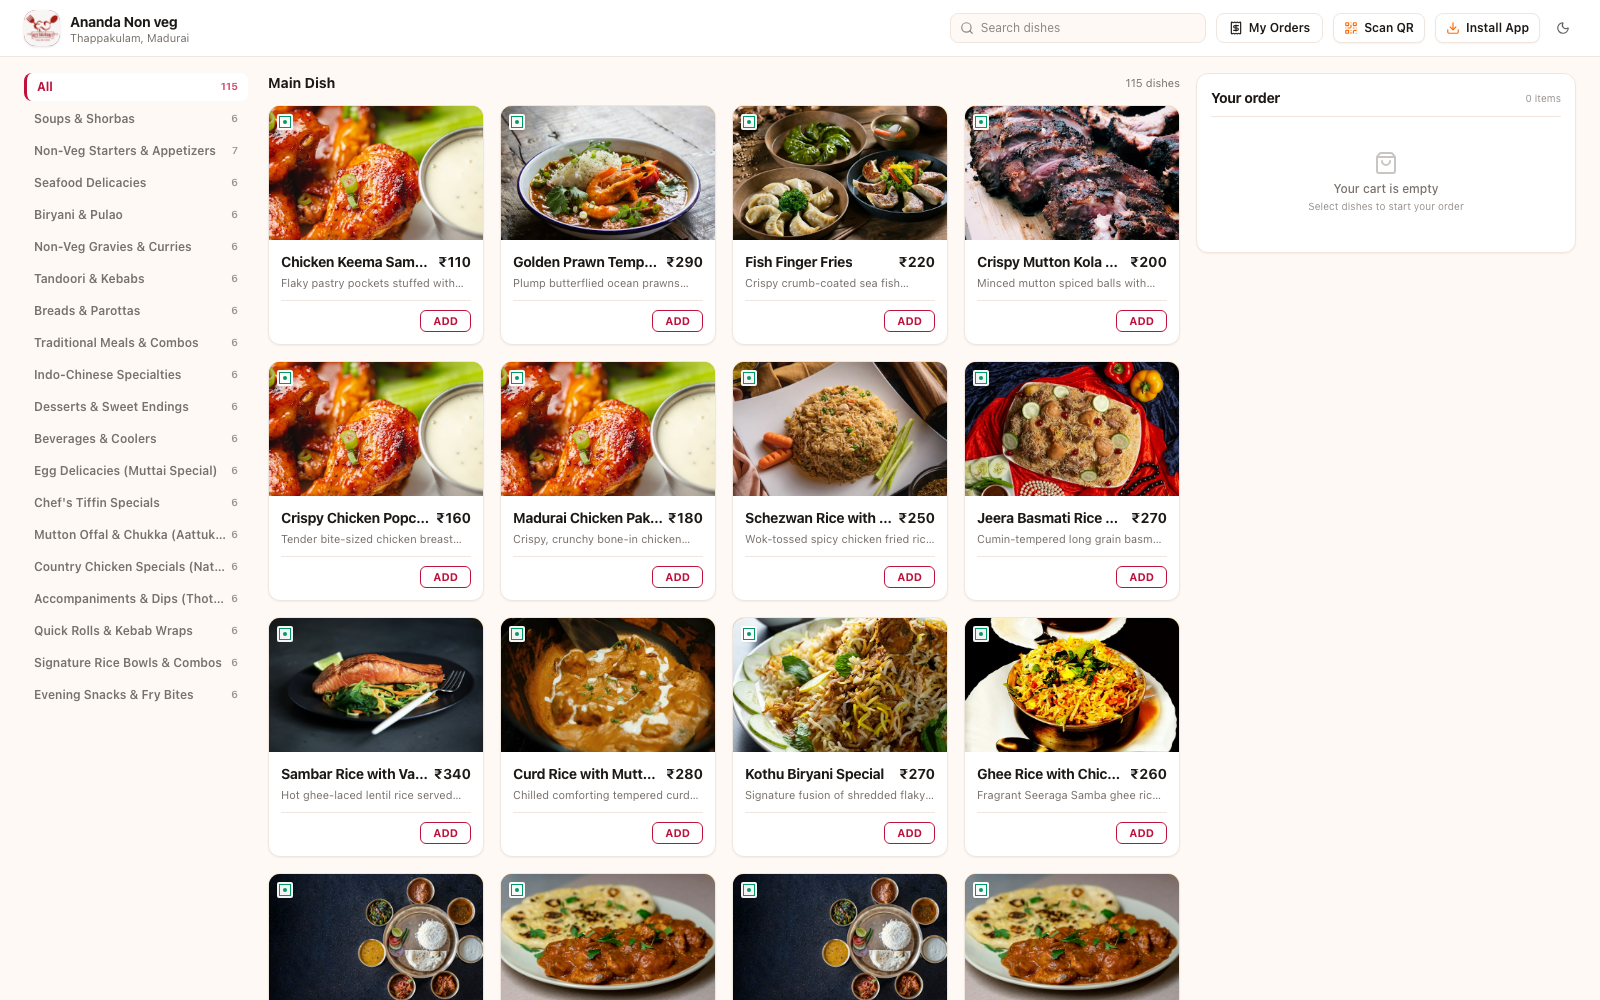 Ananda Non veg
Thappakulam, Madurai
Search dishes
My Orders
Scan QR
Install App
All 115
Soups & Shorbas 6
Non-Veg Starters & Appetizers 7
Seafood Delicacies 6
Biryani & Pulao 6
Non-Veg Gravies & Curries 6
Tandoori & Kebabs 6
Breads & Parottas 6
Traditional Meals & Combos 6
Indo-Chinese Specialties 6
Desserts & Sweet Endings 6
Beverages & Coolers 6
Egg Delicacies (Muttai Special) 6
Chef's Tiffin Specials 6
Mutton Offal & Chukka (Aattuk... 6
Country Chicken Specials (Nat... 6
Accompaniments & Dips (Thot... 6
Quick Rolls & Kebab Wraps 6
Signature Rice Bowls & Combos 6
Evening Snacks & Fry Bites 6
Main Dish 115 dishes
Chicken Keema Sam... ₹110
Flaky pastry pockets stuffed with...
ADD
Golden Prawn Temp... ₹290
Plump butterflied ocean prawns...
ADD
Fish Finger Fries ₹220
Crispy crumb-coated sea fish...
ADD
Crispy Mutton Kola ... ₹200
Minced mutton spiced balls with...
ADD
Crispy Chicken Popc... ₹160
Tender bite-sized chicken breast...
ADD
Madurai Chicken Pak... ₹180
Crispy, crunchy bone-in chicken...
ADD
Schezwan Rice with ... ₹250
Wok-tossed spicy chicken fried ric...
ADD
Jeera Basmati Rice ... ₹270
Cumin-tempered long grain basm...
ADD
Sambar Rice with Va... ₹340
Hot ghee-laced lentil rice served...
ADD
Curd Rice with Mutt... ₹280
Chilled comforting tempered curd...
ADD
Kothu Biryani Special ₹270
Signature fusion of shredded flaky...
ADD
Ghee Rice with Chic... ₹260
Fragrant Seeraga Samba ghee ric...
ADD
Your order 0 items
Your cart is empty
Select dishes to start your order